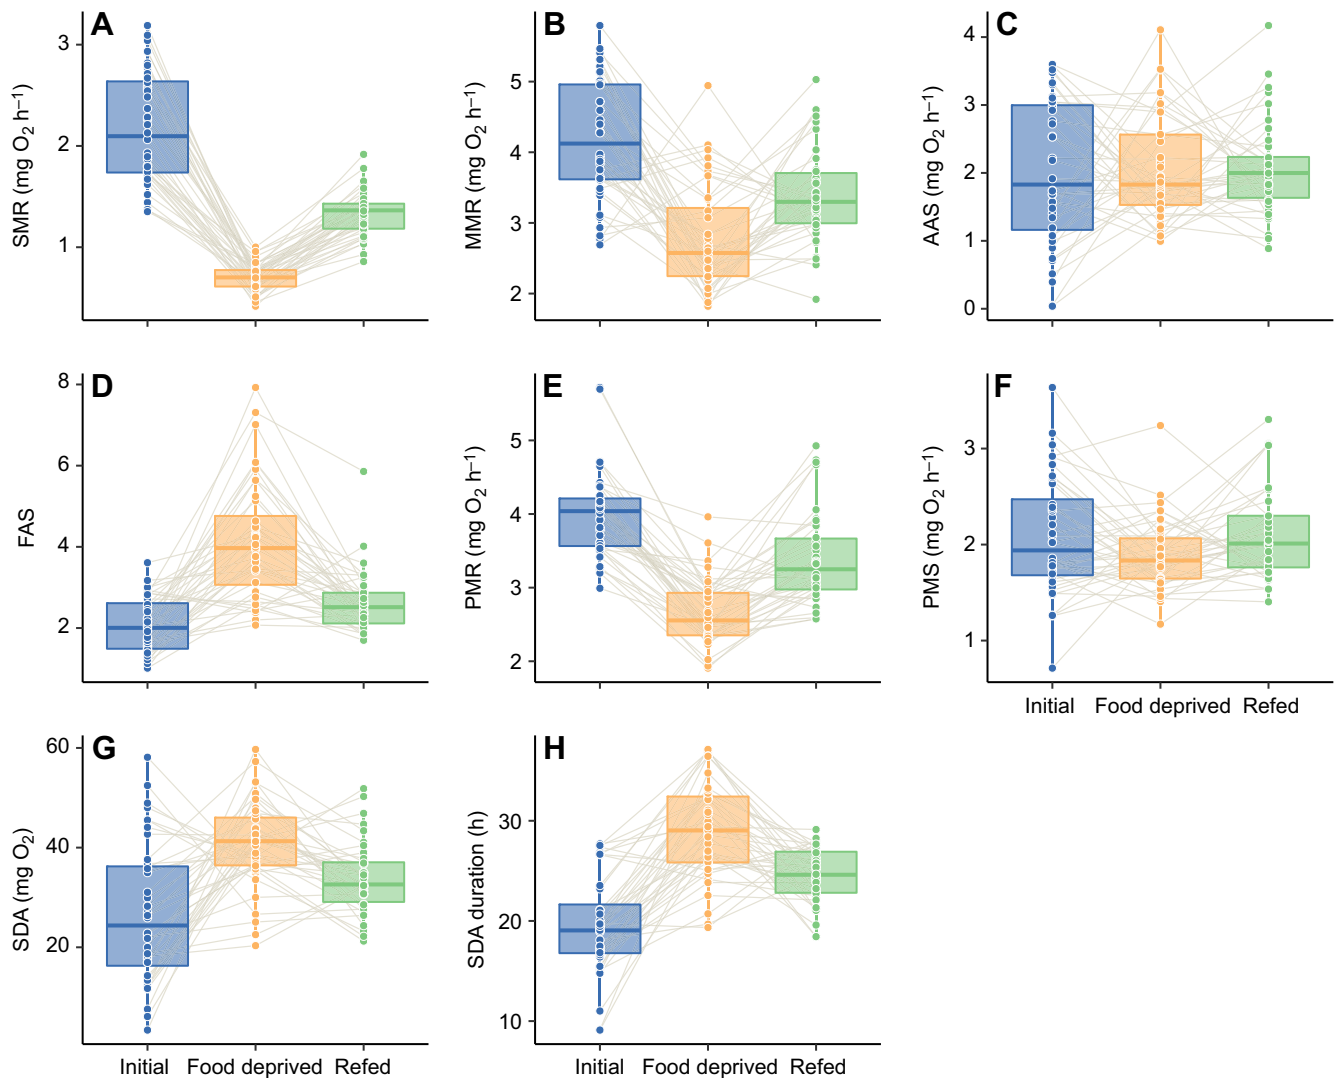 A
SMR (mg O2 h–1)
3
2
1
B
MMR (mg O2 h–1)
5
4
3
2
C
AAS (mg O2 h–1)
4
3
2
1
0
D
FAS
8
6
4
2
E
PMR (mg O2 h–1)
5
4
3
2
F
PMS (mg O2 h–1)
3
2
1
Initial Food deprived Refed
G
SDA (mg O2)
60
40
20
Initial Food deprived Refed
H
SDA duration (h)
30
20
10
Initial Food deprived Refed